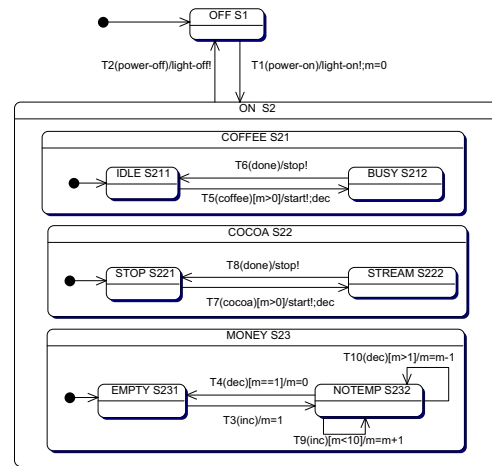 OFF S1
T2(power-off)/light-off!
T1(power-on)/light-on!;m=0
ON S2
COFFEE S21
T6(done)/stop!
IDLE S211
BUSY S212
T5(coffee)[m>0]/start!;dec
COCOA S22
T8(done)/stop!
STOP S221
STREAM S222
T7(cocoa)[m>0]/start!;dec
MONEY S23
T10(dec)[m>1]/m=m-1
T4(dec)[m==1]/m=0
EMPTY S231
NOTEMP S232
T3(inc)/m=1
T9(inc)[m<10]/m=m+1